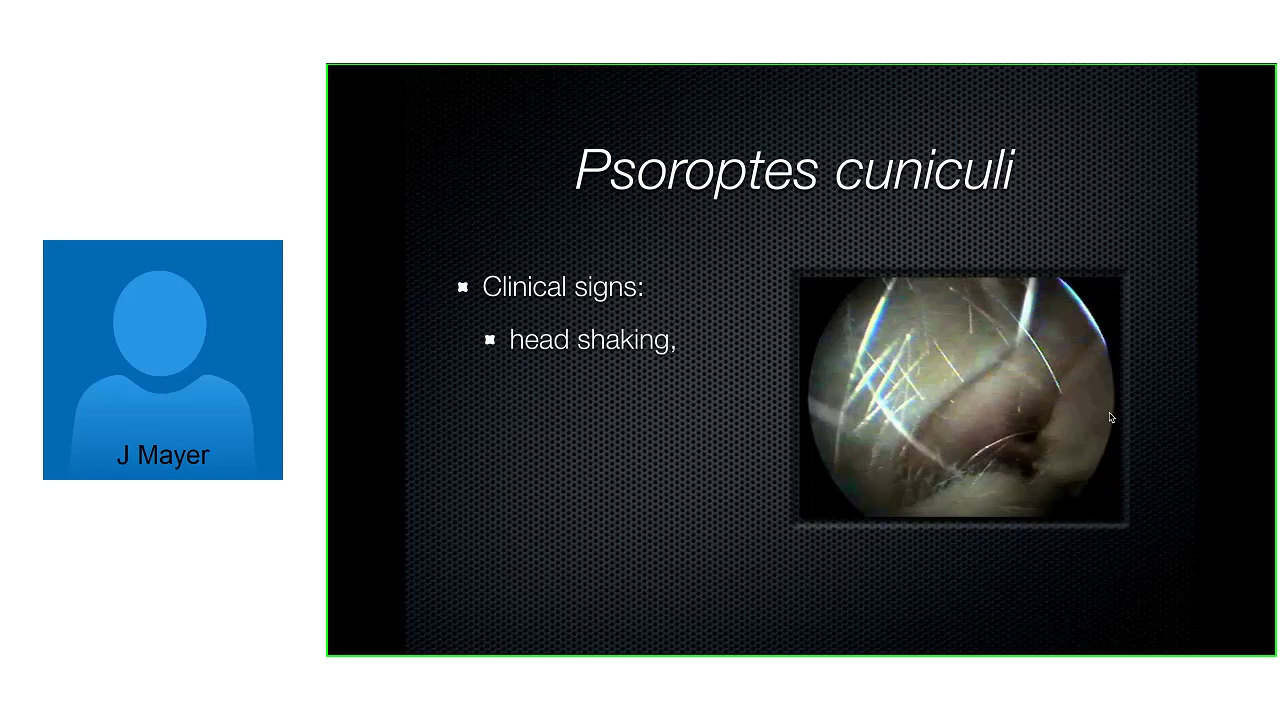 Psoroptes cuniculi
Clinical signs:
head shaking,
J Mayer